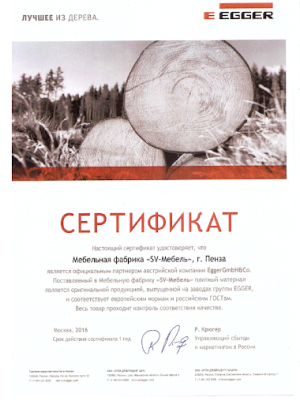 ЛУЧШЕЕ ИЗ ДЕРЕВА.
E EGGER
СЕРТИФИКАТ
Настоящий сертификат удостоверяет, что
Мебельная фабрика «SV-Мебель», г. Пенза
является официальным партнером австрийской компании EggerGmbH&Co.
Поставляемый в Мебельную фабрику «SV-Мебель» плитный материал
является оригинальной продукцией, выпущенной на заводах группы EGGER,
и соответствует европейским нормам и российским ГОСТам.
Весь товар проходит контроль соответствия качества.
Москва, 2016
Срок действия сертификата 1 год.
Р. Крюгер
Управляющий сбытом
и маркетингом в России